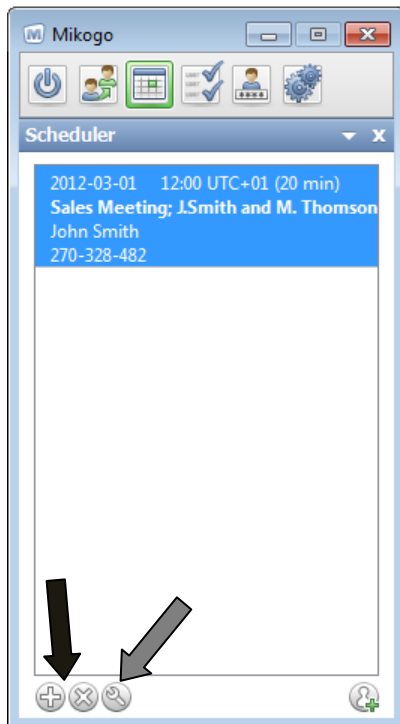 Mikogo
Scheduler
2012-03-01 12:00 UTC+01 (20 min)
Sales Meeting; J.Smith and M. Thomson
John Smith
270-328-482